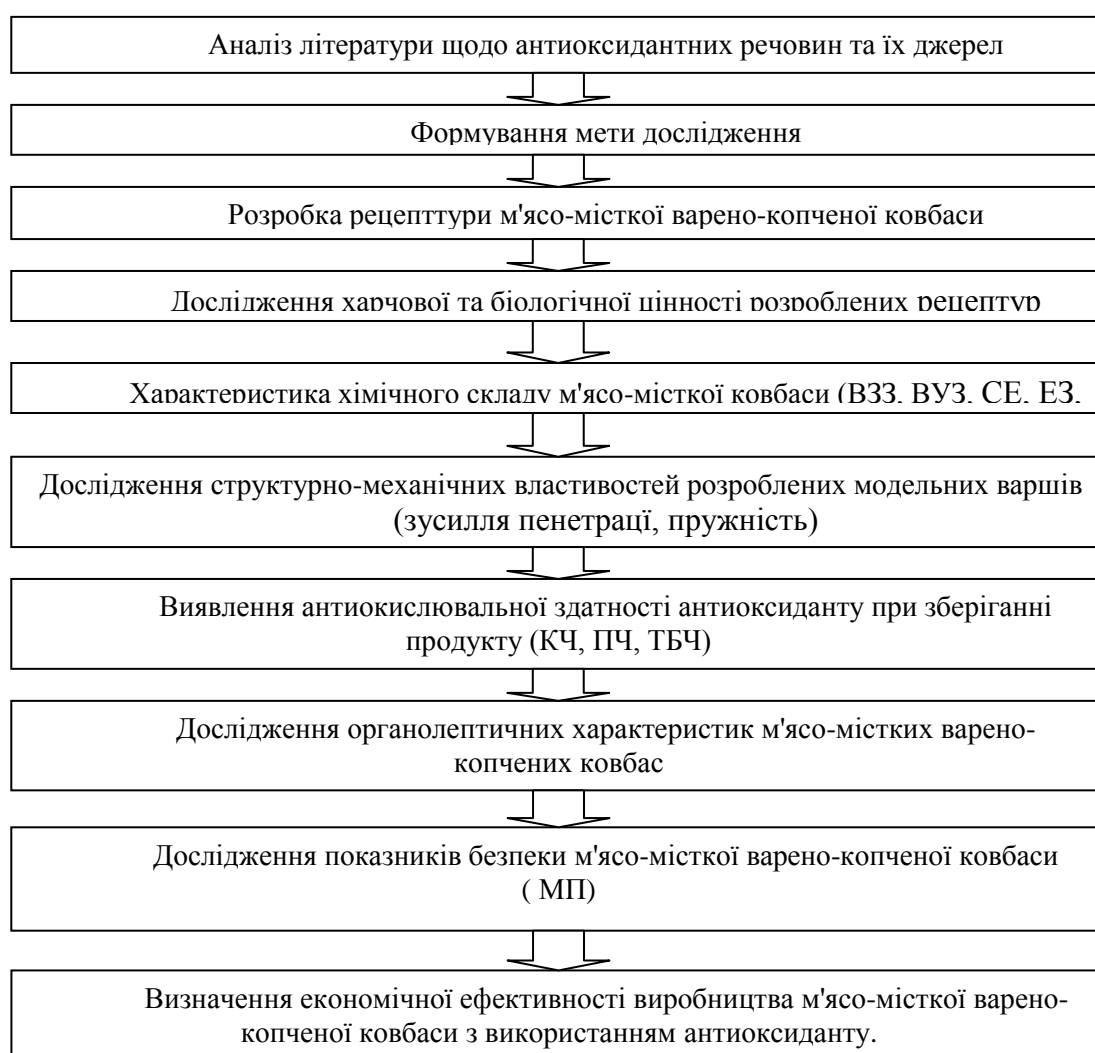 Аналіз літератури щодо антиоксидантних речовин та їх джерел
Формування мети дослідження
Розробка рецепттури м'ясо-місткої варено-копченої ковбаси
Дослідження харчової та біологічної цінності розроблених рецептур
Характеристика хімічного складу м'ясо-місткої ковбаси (ВЗЗ, ВУЗ, СЕ, ЕЗ,
Дослідження структурно-механічних властивостей розроблених модельних варшів
(зусилля пенетрацї, пружність)
Виявлення антиокислювальної здатності антиоксиданту при зберіганні
продукту (КЧ, ПЧ, ТБЧ)
Дослідження органолептичних характеристик м'ясо-містких варено-
копчених ковбас
Дослідження показників безпеки м'ясо-місткої варено-копченої ковбаси
( МП)
Визначення економічної ефективності виробництва м'ясо-місткої варено-
копченої ковбаси з використанням антиоксиданту.